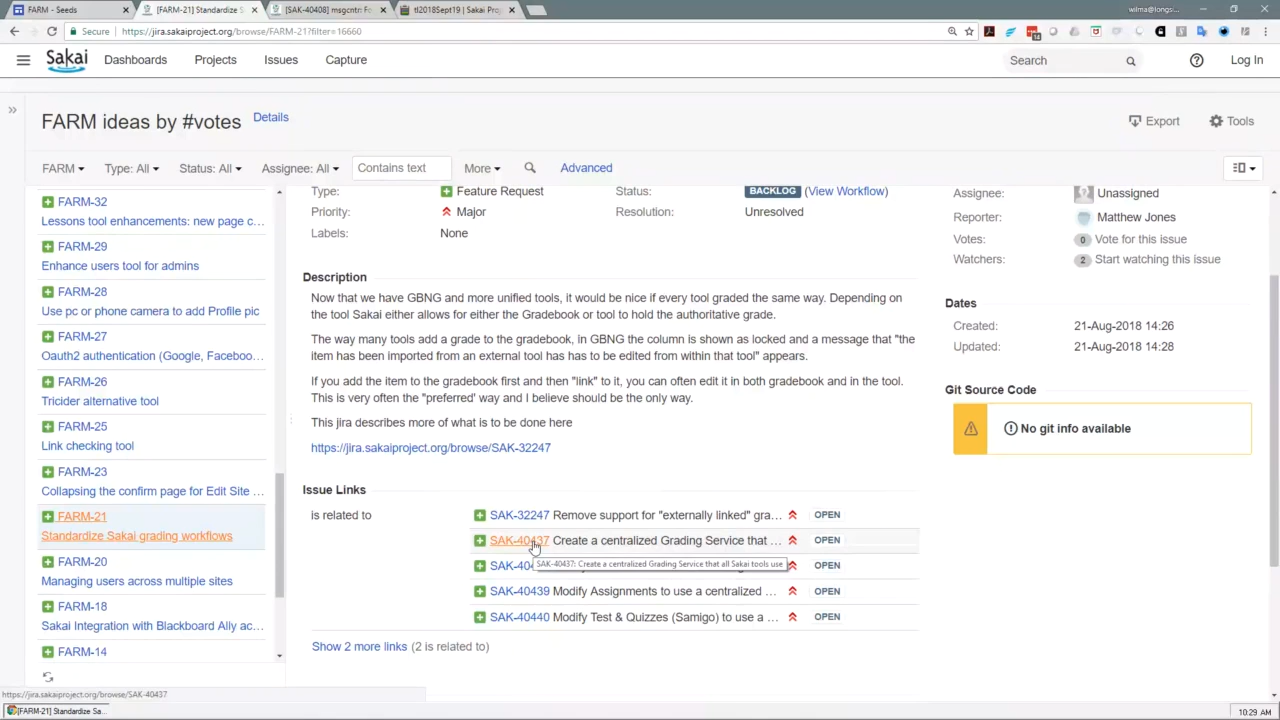 FARM - Seeds
[FARM-21] Standardize S
[SAK-40408] msgcntr: Fo
tl2018Sept19 | Sakai Pro
wilma@longs
Secure | https://jira.sakaiproject.org/browse/FARM-21?filter=16660
Sakai Dashboards Projects Issues Capture Search Log In
FARM ideas by #votes Details
Export Tools
FARM Type: All Status: All Assignee: All Contains text More Advanced
FARM-32
Lessons tool enhancements: new page c…
FARM-29
Enhance users tool for admins
FARM-28
Use pc or phone camera to add Profile pic
FARM-27
Oauth2 authentication (Google, Faceboo…
FARM-26
Tricider alternative tool
FARM-25
Link checking tool
FARM-23
Collapsing the confirm page for Edit Site …
FARM-21
Standardize Sakai grading workflows
FARM-20
Managing users across multiple sites
FARM-18
Sakai Integration with Blackboard Ally ac…
FARM-14
Type: Feature Request Status: BACKLOG (View Workflow)
Priority: Major Resolution: Unresolved
Labels: None
Description
Now that we have GBNG and more unified tools, it would be nice if every tool graded the same way. Depending on
the tool Sakai either allows for either the Gradebook or tool to hold the authoritative grade.
The way many tools add a grade to the gradebook, in GBNG the column is shown as locked and a message that "the
item has been imported from an external tool has has to be edited from within that tool" appears.
If you add the item to the gradebook first and then "link" to it, you can often edit it in both gradebook and in the tool.
This is very often the "preferred' way and I believe should be the only way.
This jira describes more of what is to be done here
https://jira.sakaiproject.org/browse/SAK-32247
Issue Links
is related to
SAK-32247 Remove support for "externally linked" gra… OPEN
SAK-40437 Create a centralized Grading Service that … OPEN
SAK-40437: Create a centralized Grading Service that all Sakai tools use
SAK-40 OPEN
SAK-40439 Modify Assignments to use a centralized … OPEN
SAK-40440 Modify Test & Quizzes (Samigo) to use a … OPEN
Show 2 more links (2 is related to)
Assignee: Unassigned
Reporter: Matthew Jones
Votes: 0 Vote for this issue
Watchers: 2 Start watching this issue
Dates
Created: 21-Aug-2018 14:26
Updated: 21-Aug-2018 14:28
Git Source Code
No git info available
https://jira.sakaiproject.org/browse/SAK-40437
[FARM-21] Standardize Sa...
10:29 AM